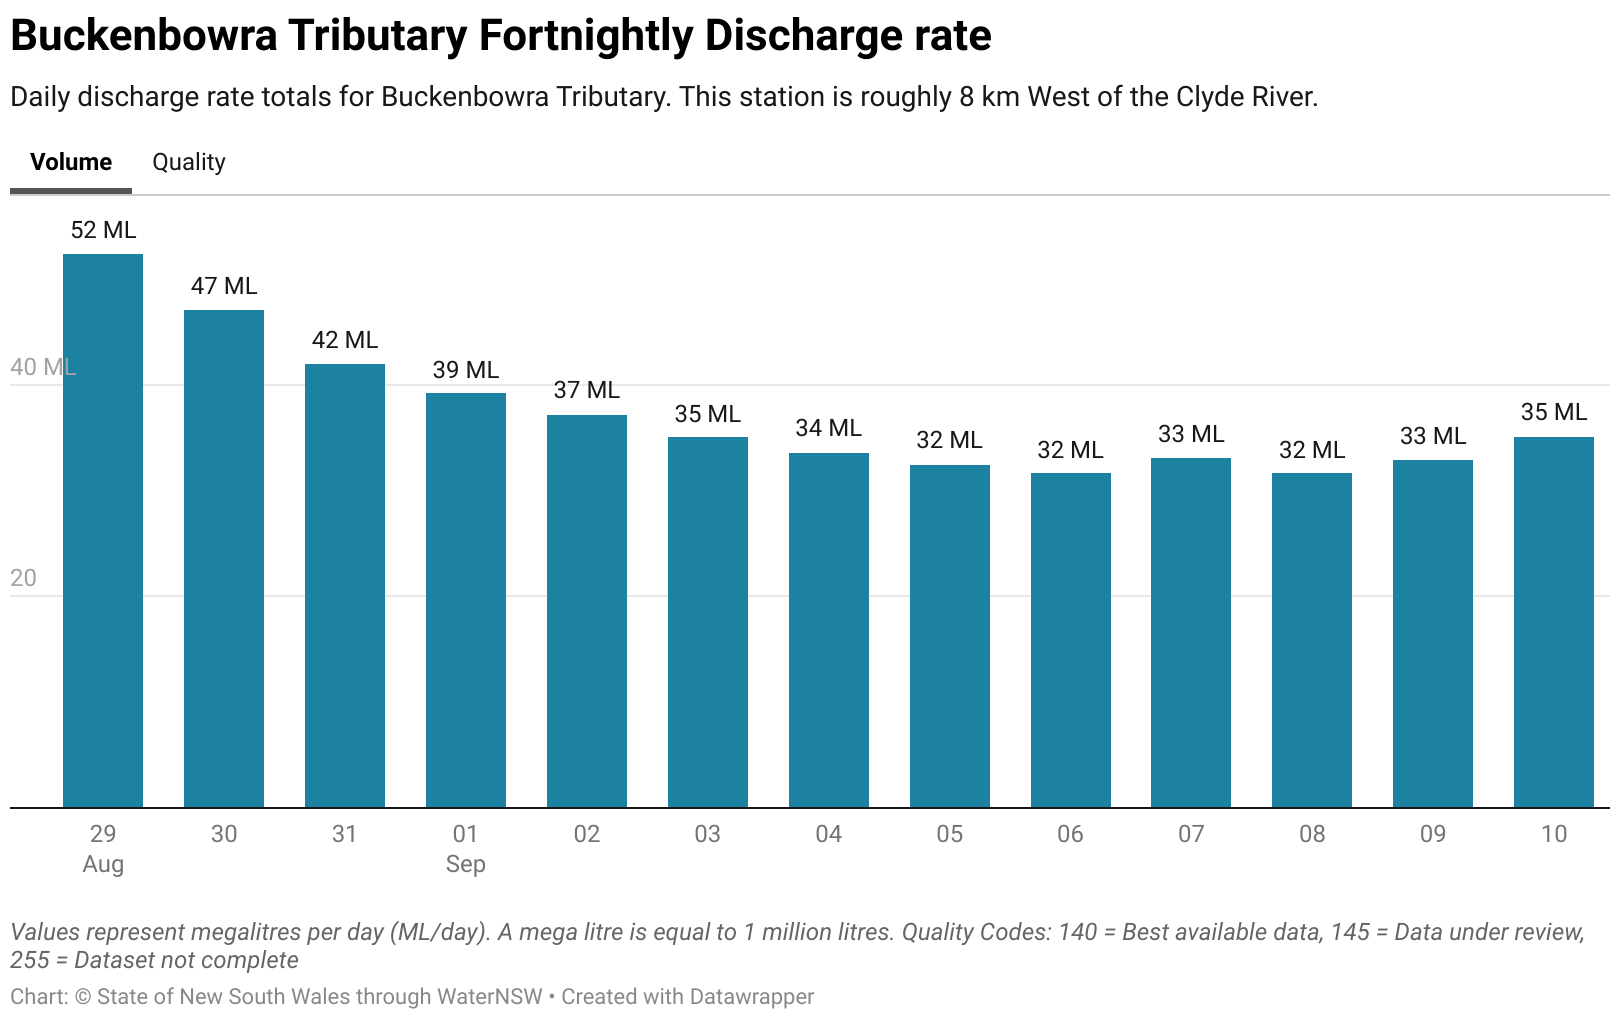 Buckenbowra Tributary Fortnightly Discharge rate
Daily discharge rate totals for Buckenbowra Tributary. This station is roughly 8 km West of the Clyde River.
Volume Quality
52 ML
47 ML
42 ML
40 ML
39 ML
37 ML
35 ML
34 ML
32 ML
32 ML
33 ML
32 ML
33 ML
35 ML
20
29 30 31 01 02 03 04 05 06 07 08 09 10
Aug Sep
Values represent megalitres per day (ML/day). A mega litre is equal to 1 million litres. Quality Codes: 140 = Best available data, 145 = Data under review,
255 = Dataset not complete
Chart: © State of New South Wales through WaterNSW • Created with Datawrapper